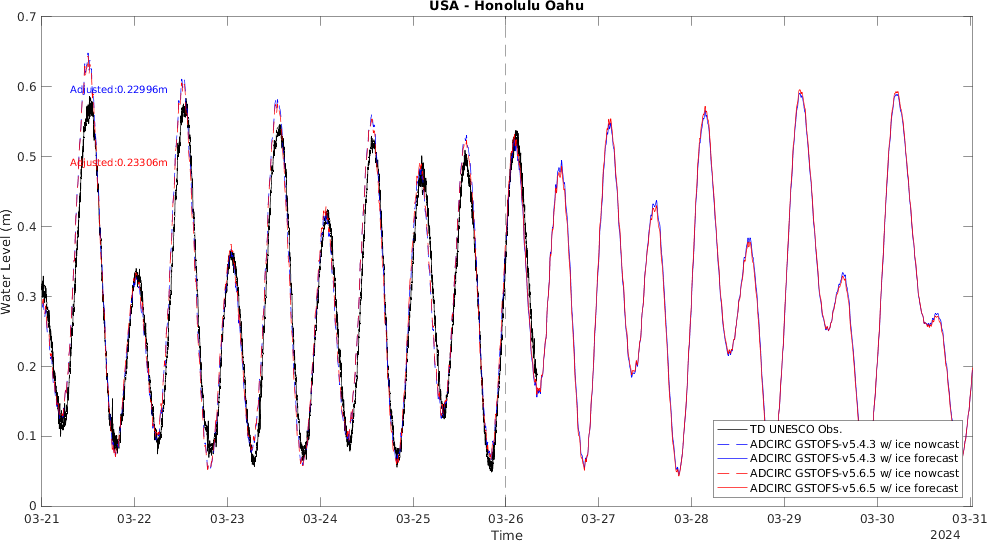 USA - Honolulu Oahu
0.7
0.6
0.5
0.4
0.3
0.2
0.1
0
Water Level (m)
Adjusted:0.22996m
Adjusted:0.23306m
TD UNESCO Obs.
ADCIRC GSTOFS-v5.4.3 w/ ice nowcast
ADCIRC GSTOFS-v5.4.3 w/ ice forecast
ADCIRC GSTOFS-v5.6.5 w/ ice nowcast
ADCIRC GSTOFS-v5.6.5 w/ ice forecast
03-21 03-22 03-23 03-24 03-25 03-26 03-27 03-28 03-29 03-30 03-31
Time
2024